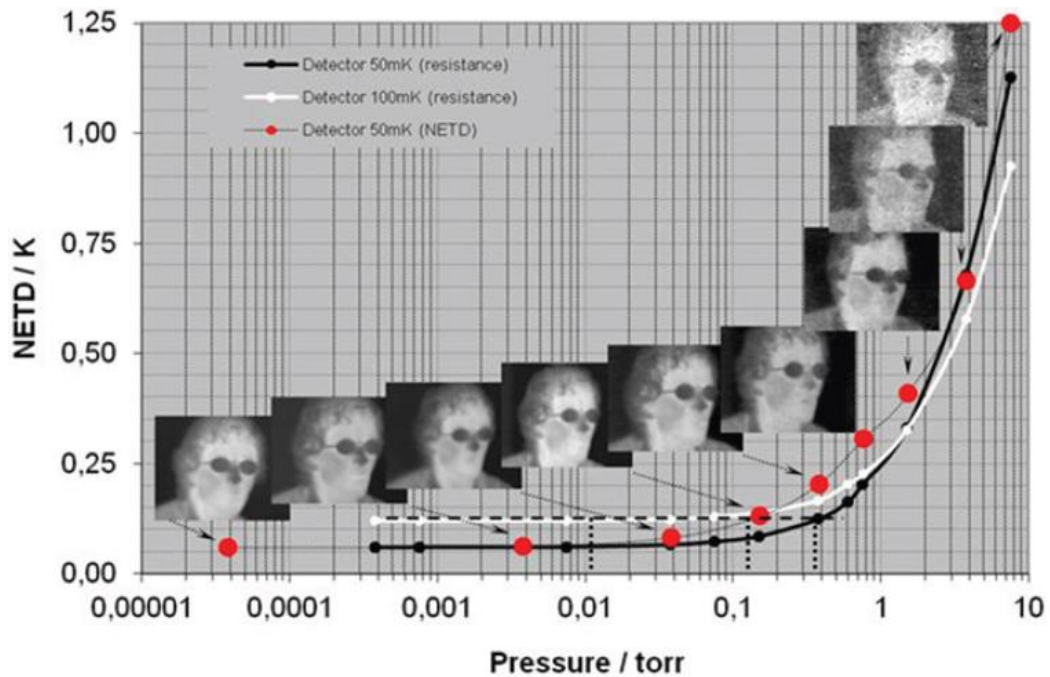 1,25
1,00
0,75
0,50
0,25
0,00
NETD / K
Detector 50mK (resistance)
Detector 100mK (resistance)
Detector 50mK (NETD)
0,00001 0,0001 0,001 0,01 0,1 1 10
Pressure / torr